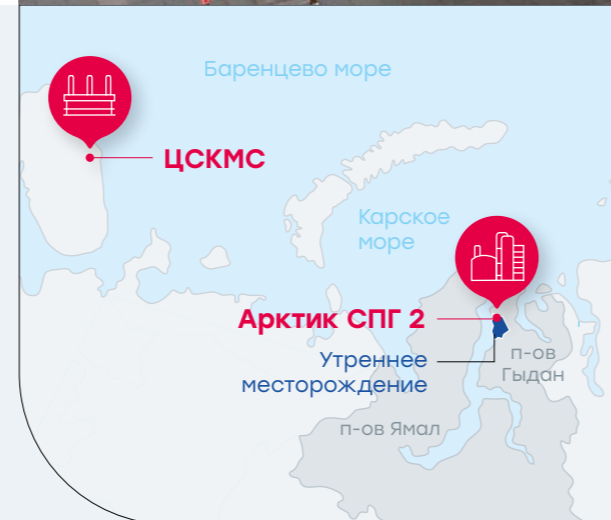 Баренцево море
ЦСКМС
Карское
море
Арктик СПГ 2
Утреннее
месторождение
п-ов
Гыдан
п-ов Ямал